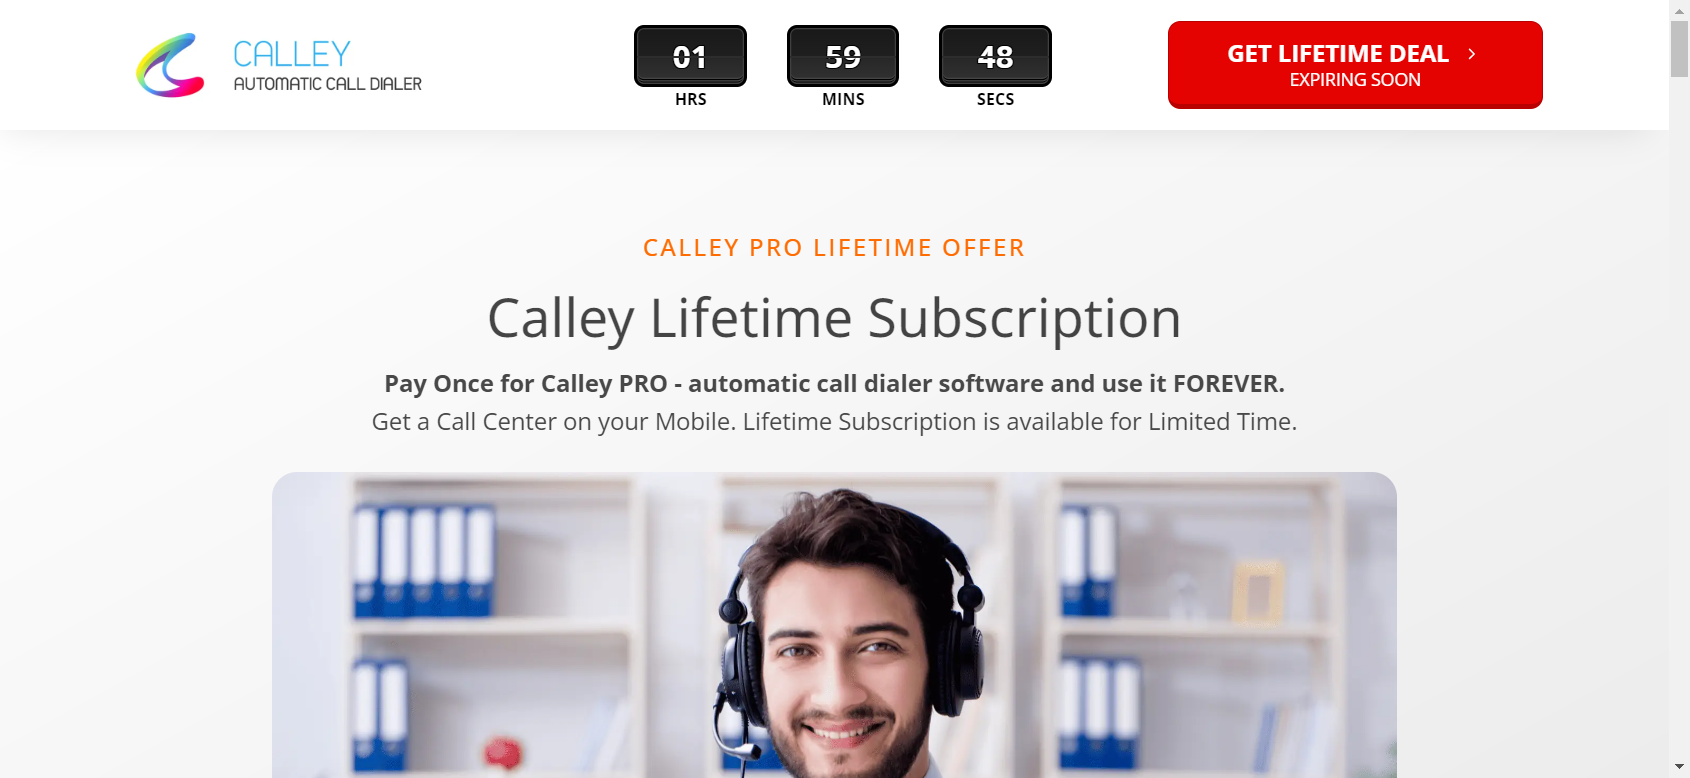 CALLEY
AUTOMATIC CALL DIALER
01 59 48
HRS MINS SECS
GET LIFETIME DEAL
EXPIRING SOON
CALLEY PRO LIFETIME OFFER
Calley Lifetime Subscription
Pay Once for Calley PRO - automatic call dialer software and use it FOREVER.
Get a Call Center on your Mobile. Lifetime Subscription is available for Limited Time.